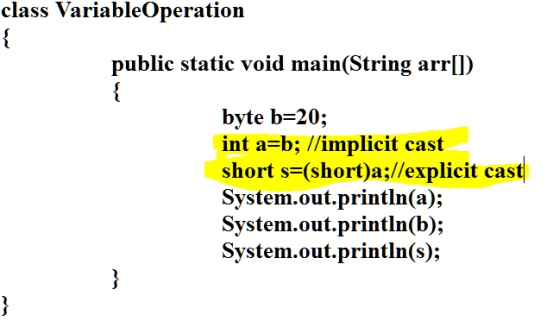 class VariableOperation
{
public static void main(String arr[])
{
byte b=20;
int a=b; //implicit cast
short s=(short)a;//explicit cast
System.out.println(a);
System.out.println(b);
System.out.println(s);
}
}